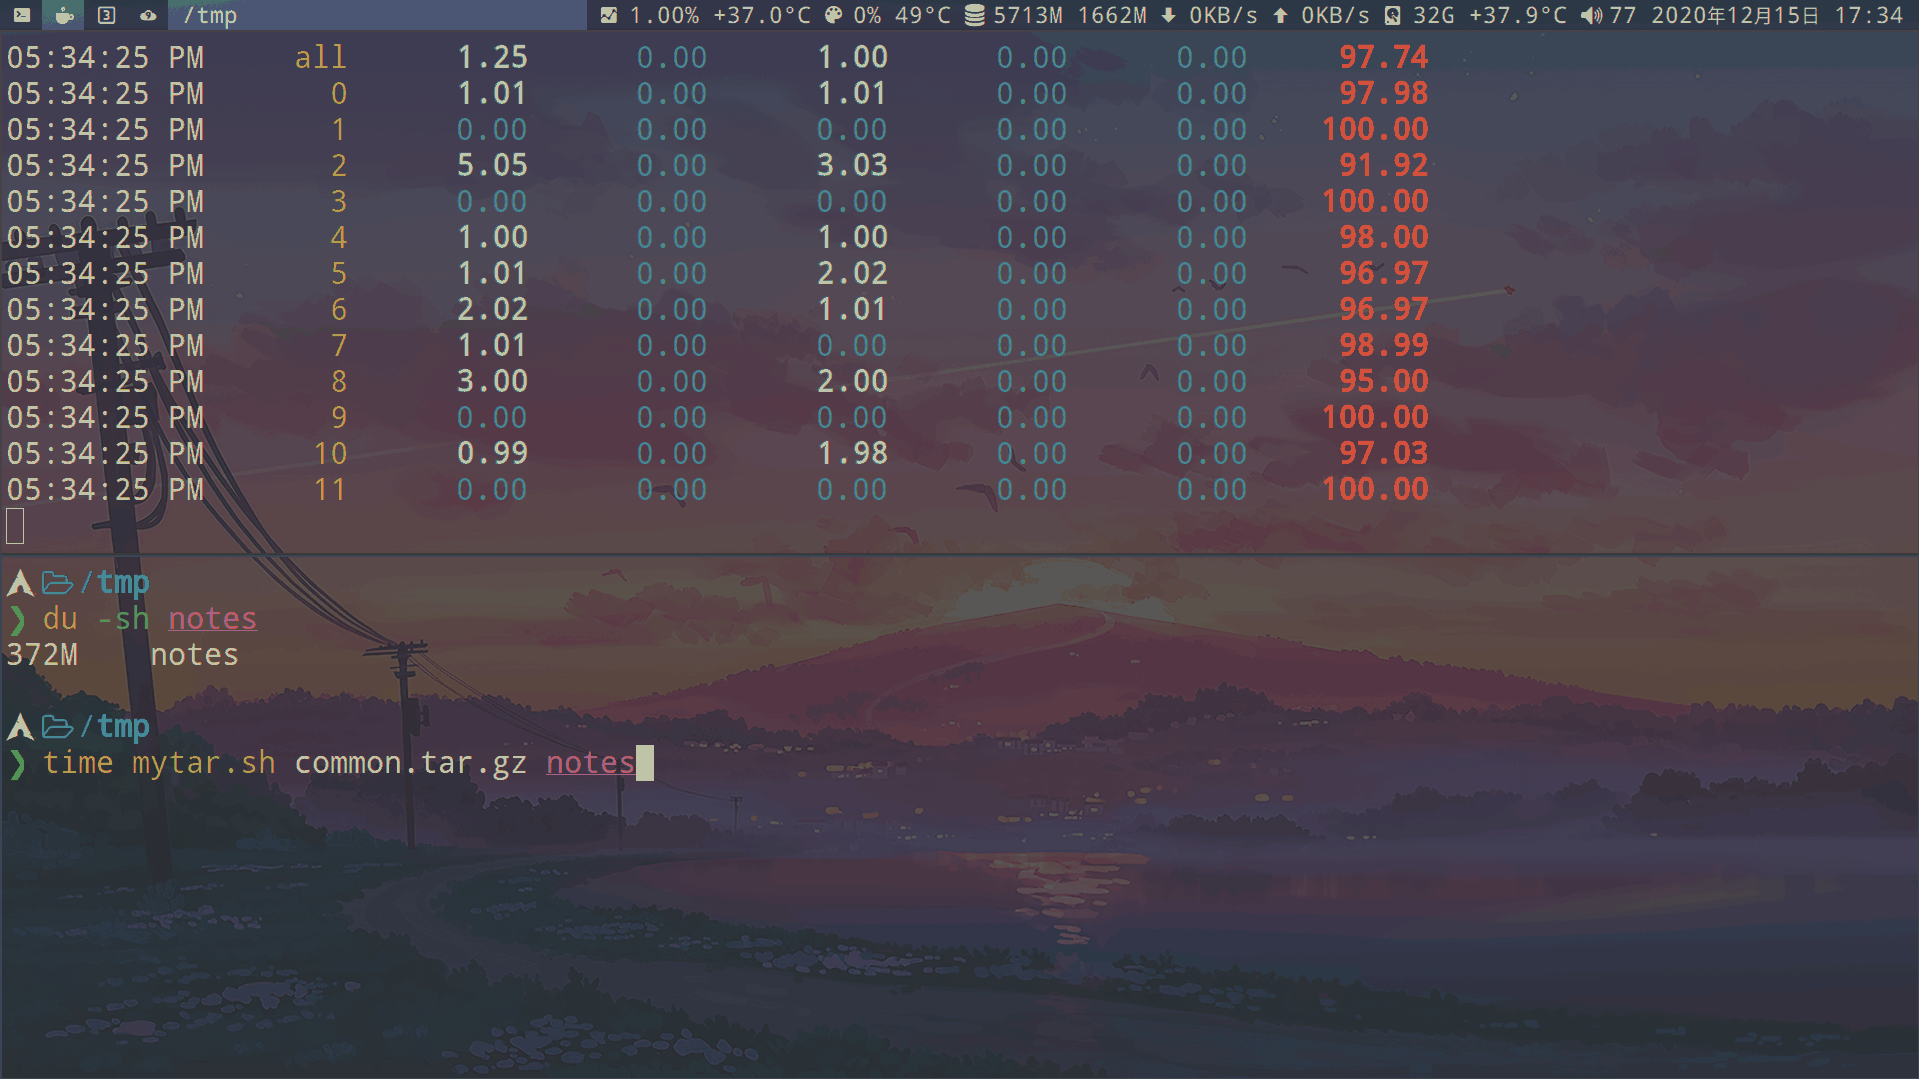 3 9 /tmp 1.00% +37.0°C 0% 49°C 5713M 1662M 0KB/s 0KB/s 32G +37.9°C 77 2020年12月15日 17:34
05:34:25 PM all 1.25 0.00 1.00 0.00 0.00 97.74
05:34:25 PM 0 1.01 0.00 1.01 0.00 0.00 97.98
05:34:25 PM 1 0.00 0.00 0.00 0.00 0.00 100.00
05:34:25 PM 2 5.05 0.00 3.03 0.00 0.00 91.92
05:34:25 PM 3 0.00 0.00 0.00 0.00 0.00 100.00
05:34:25 PM 4 1.00 0.00 1.00 0.00 0.00 98.00
05:34:25 PM 5 1.01 0.00 2.02 0.00 0.00 96.97
05:34:25 PM 6 2.02 0.00 1.01 0.00 0.00 96.97
05:34:25 PM 7 1.01 0.00 0.00 0.00 0.00 98.99
05:34:25 PM 8 3.00 0.00 2.00 0.00 0.00 95.00
05:34:25 PM 9 0.00 0.00 0.00 0.00 0.00 100.00
05:34:25 PM 10 0.99 0.00 1.98 0.00 0.00 97.03
05:34:25 PM 11 0.00 0.00 0.00 0.00 0.00 100.00
/tmp
❯ du -sh notes
372M notes
/tmp
❯ time mytar.sh common.tar.gz notes